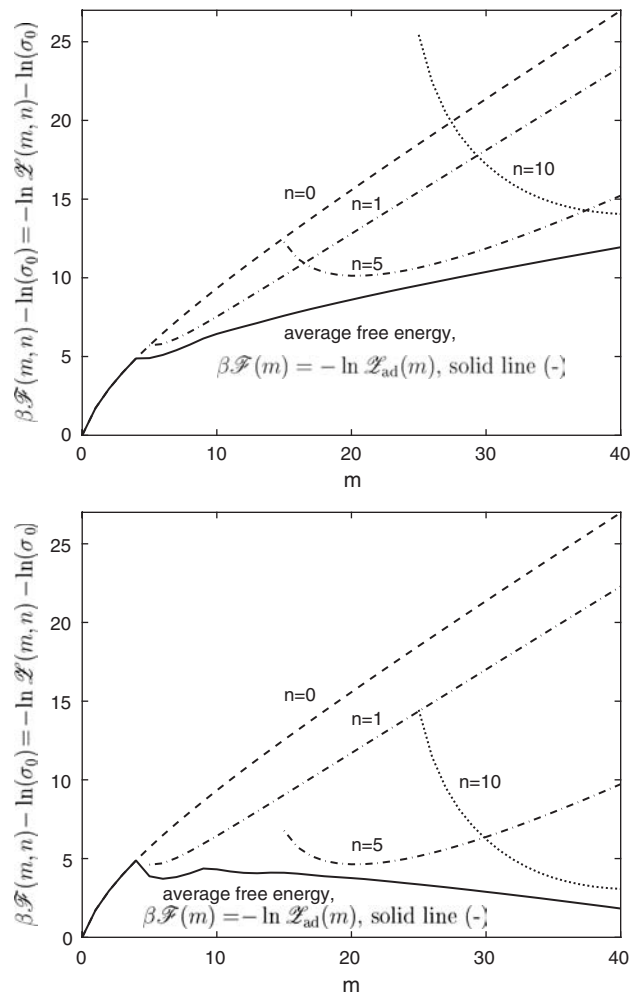 βℱ(m, n) − ln(σ₀) = −ln 𝒵(m, n) − ln(σ₀)
25
20
15
10
5
0
n=0
n=1
n=10
n=5
average free energy,
βℱ(m) = − ln 𝒵_ad(m), solid line (-)
0 10 20 30 40
m
βℱ(m, n) − ln(σ₀) = −ln 𝒵(m, n) − ln(σ₀)
25
20
15
10
5
0
n=0
n=1
n=10
n=5
average free energy,
βℱ(m) = − ln 𝒵_ad(m), solid line (-)
0 10 20 30 40
m